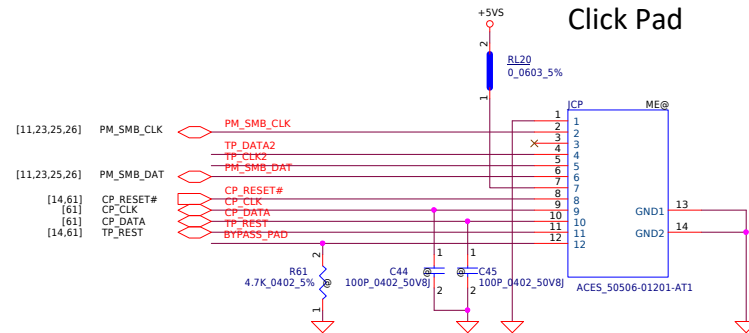 Click Pad
+5VS
2
RL20
0_0603_5%
1
JCP
ME@
[11,23,25,26] PM_SMB_CLK PM_SMB_CLK 1 1
2 2
3 3
TP_DATA2 4 4
TP_CLK2 5 5
[11,23,25,26] PM_SMB_DAT PM_SMB_DAT 6 6
7 7
[14,61] CP_RESET# CP_RESET# 8 8
[61] CP_CLK CP_CLK 9 9
[61] CP_DATA CP_DATA 10 10
[14,61] TP_REST TP_REST 11 11
BYPASS_PAD 12 12
GND1 13
GND2 14
2
R61
4.7K_0402_5%
@
1
1
C44
@
100P_0402_50V8J
2
1
C45
@
100P_0402_50V8J
2
ACES_50506-01201-AT1